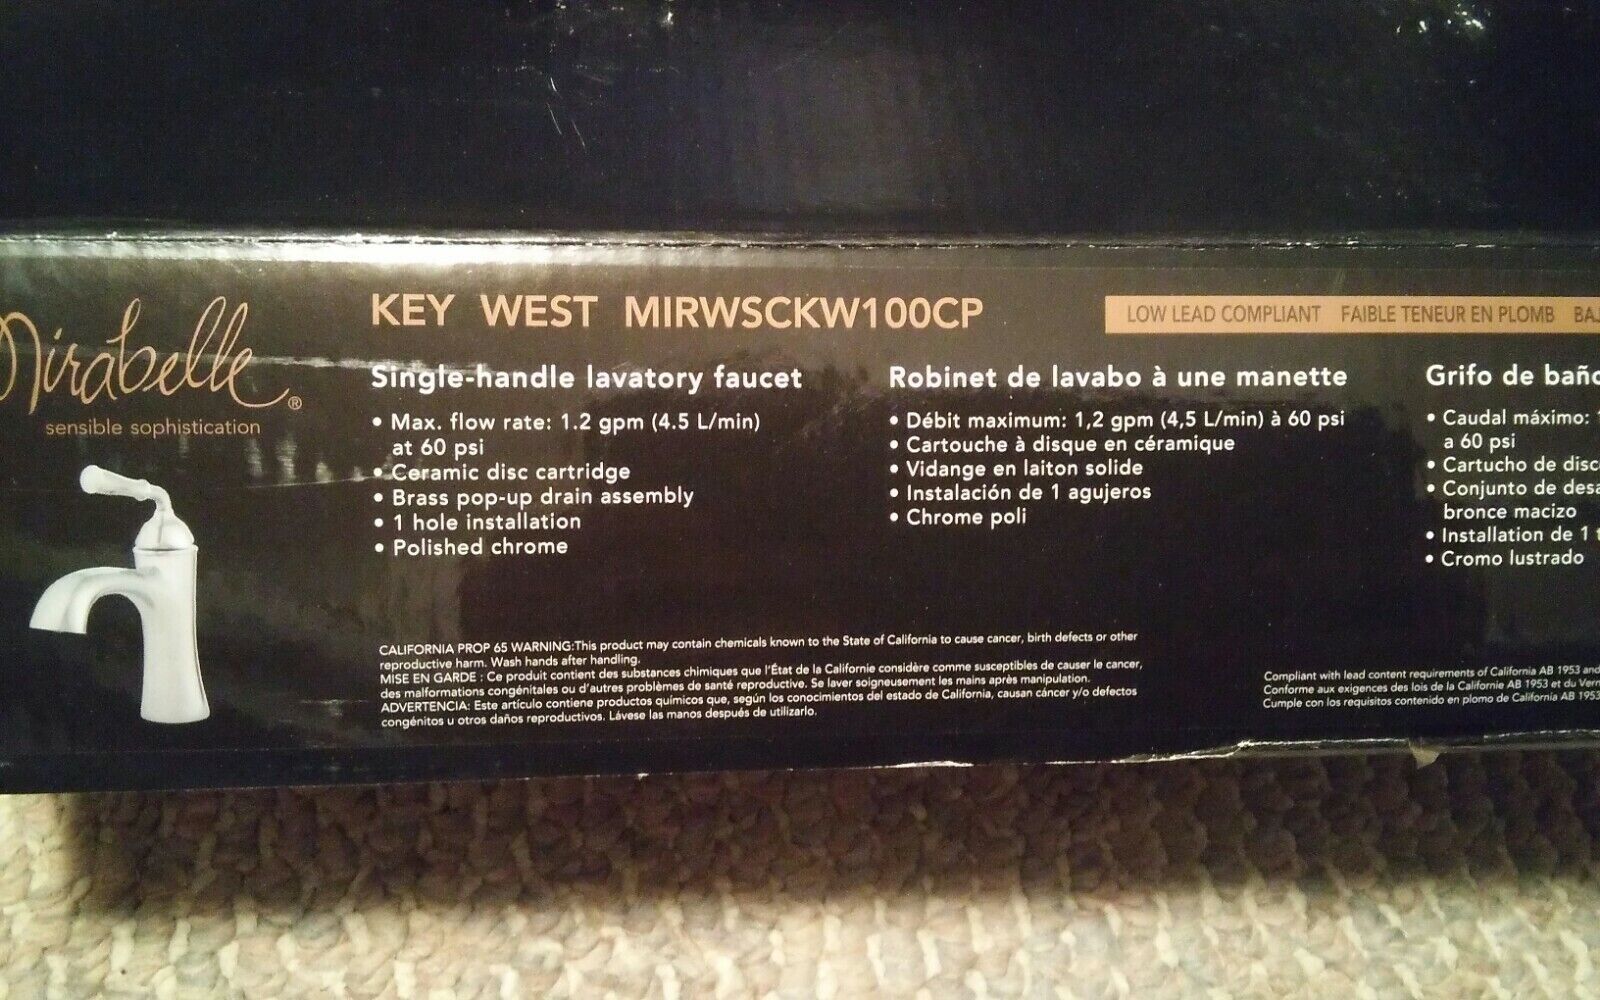 Mirabelle®
sensible sophistication
KEY WEST MIRWSCKW100CP
LOW LEAD COMPLIANT FAIBLE TENEUR EN PLOMB
Single-handle lavatory faucet
• Max. flow rate: 1.2 gpm (4.5 L/min)
at 60 psi
• Ceramic disc cartridge
• Brass pop-up drain assembly
• 1 hole installation
• Polished chrome
Robinet de lavabo à une manette
• Débit maximum: 1,2 gpm (4,5 L/min) à 60 psi
• Cartouche à disque en céramique
• Vidange en laiton solide
• Instalación de 1 agujeros
• Chrome poli
Grifo de baño
• Caudal máximo:
a 60 psi
• Cartucho de disc
• Conjunto de desa
bronce macizo
• Installation de 1
• Cromo lustrado
CALIFORNIA PROP 65 WARNING:This product may contain chemicals known to the State of California to cause cancer, birth defects or other
reproductive harm. Wash hands after handling.
MISE EN GARDE : Ce produit contient des substances chimiques que l'État de la Californie considère comme susceptibles de causer le cancer,
des malformations congénitales ou d'autres problèmes de santé reproductive. Se laver soigneusement les mains après manipulation.
ADVERTENCIA: Este artículo contiene productos químicos que, según los conocimientos del estado de California, causan cáncer y/o defectos
congénitos u otros daños reproductivos. Lávese las manos después de utilizarlo.
Compliant with lead content requirements of California AB 1953 and
Conforme aux exigences des lois de la Californie AB 1953 et du Verm
Cumple con los requisitos contenido en plomo de California AB 1953